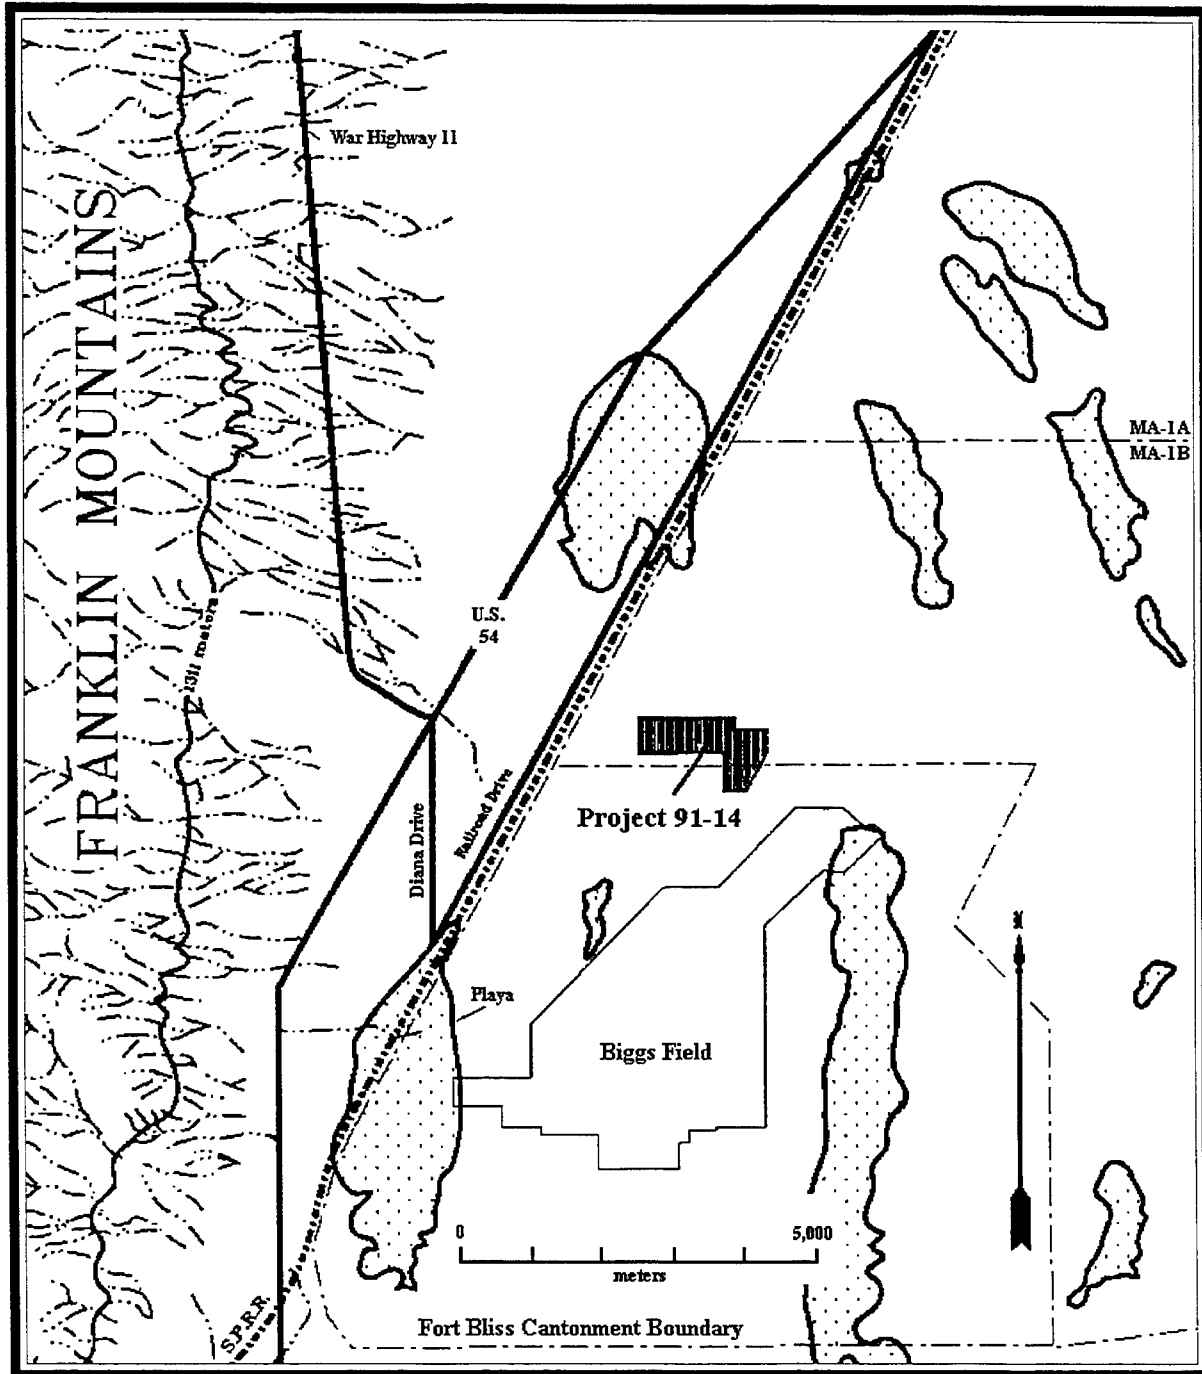 War Highway 11
FRANKLIN MOUNTAINS
MA-1A
MA-1B
U.S.
54
1311 meters
Railroad Drive
Project 91-14
Diana Drive
N
Playa
Biggs Field
0
5,000
meters
S.P.R.R.
Fort Bliss Cantonment Boundary